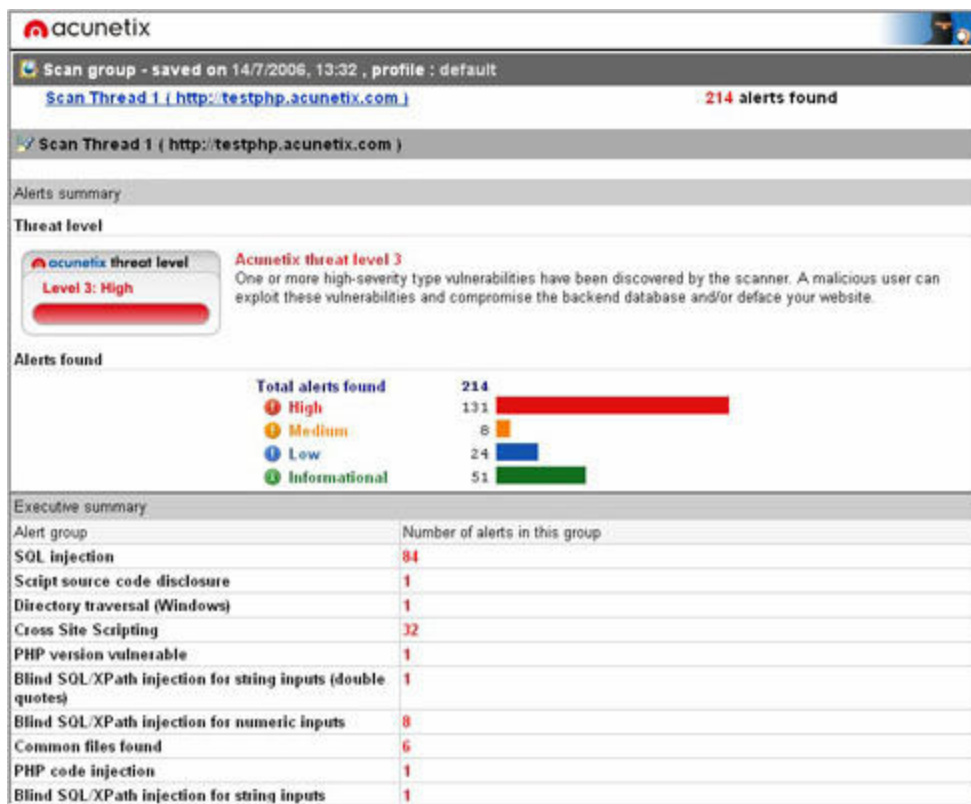 acunetix
Scan group - saved on 14/7/2006, 13:32 , profile : default
Scan Thread 1 ( http://testphp.acunetix.com ) 214 alerts found
Scan Thread 1 ( http://testphp.acunetix.com )
Alerts summary
Threat level
acunetix threat level
Level 3: High
Acunetix threat level 3
One or more high-severity type vulnerabilities have been discovered by the scanner. A malicious user can
exploit these vulnerabilities and compromise the backend database and/or deface your website.
Alerts found
Total alerts found 214
High 131
Medium 8
Low 24
Informational 51
Executive summary
Alert group Number of alerts in this group
SQL injection 84
Script source code disclosure 1
Directory traversal (Windows) 1
Cross Site Scripting 32
PHP version vulnerable 1
Blind SQL/XPath injection for string inputs (double 1
quotes)
Blind SQL/XPath injection for numeric inputs 8
Common files found 6
PHP code injection 1
Blind SQL/XPath injection for string inputs 1